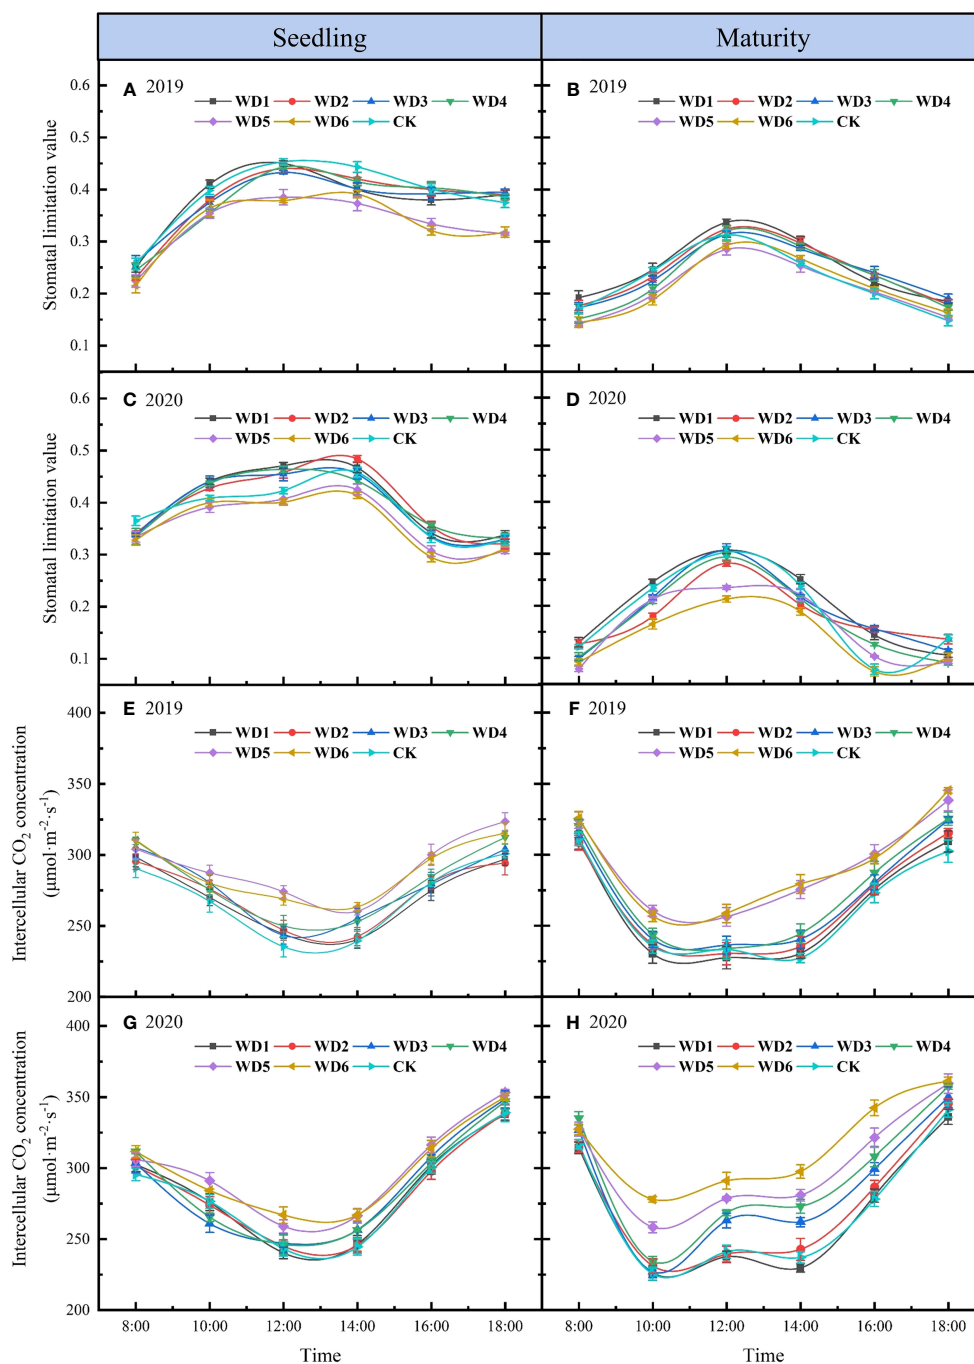 Seedling Maturity
A 2019
WD1 WD2 WD3 WD4
WD5 WD6 CK
B 2019
WD1 WD2 WD3 WD4
WD5 WD6 CK
Stomatal limitation value
0.6
0.5
0.4
0.3
0.2
0.1
C 2020
WD1 WD2 WD3 WD4
WD5 WD6 CK
D 2020
WD1 WD2 WD3 WD4
WD5 WD6 CK
Stomatal limitation value
0.6
0.5
0.4
0.3
0.2
0.1
E 2019
WD1 WD2 WD3 WD4
WD5 WD6 CK
F 2019
WD1 WD2 WD3 WD4
WD5 WD6 CK
Intercellular CO₂ concentration
(μmol·m⁻²·s⁻¹)
400
350
300
250
200
G 2020
WD1 WD2 WD3 WD4
WD5 WD6 CK
H 2020
WD1 WD2 WD3 WD4
WD5 WD6 CK
Intercellular CO₂ concentration
(μmol·m⁻²·s⁻¹)
400
350
300
250
200
8:00 10:00 12:00 14:00 16:00 18:00
8:00 10:00 12:00 14:00 16:00 18:00
Time Time